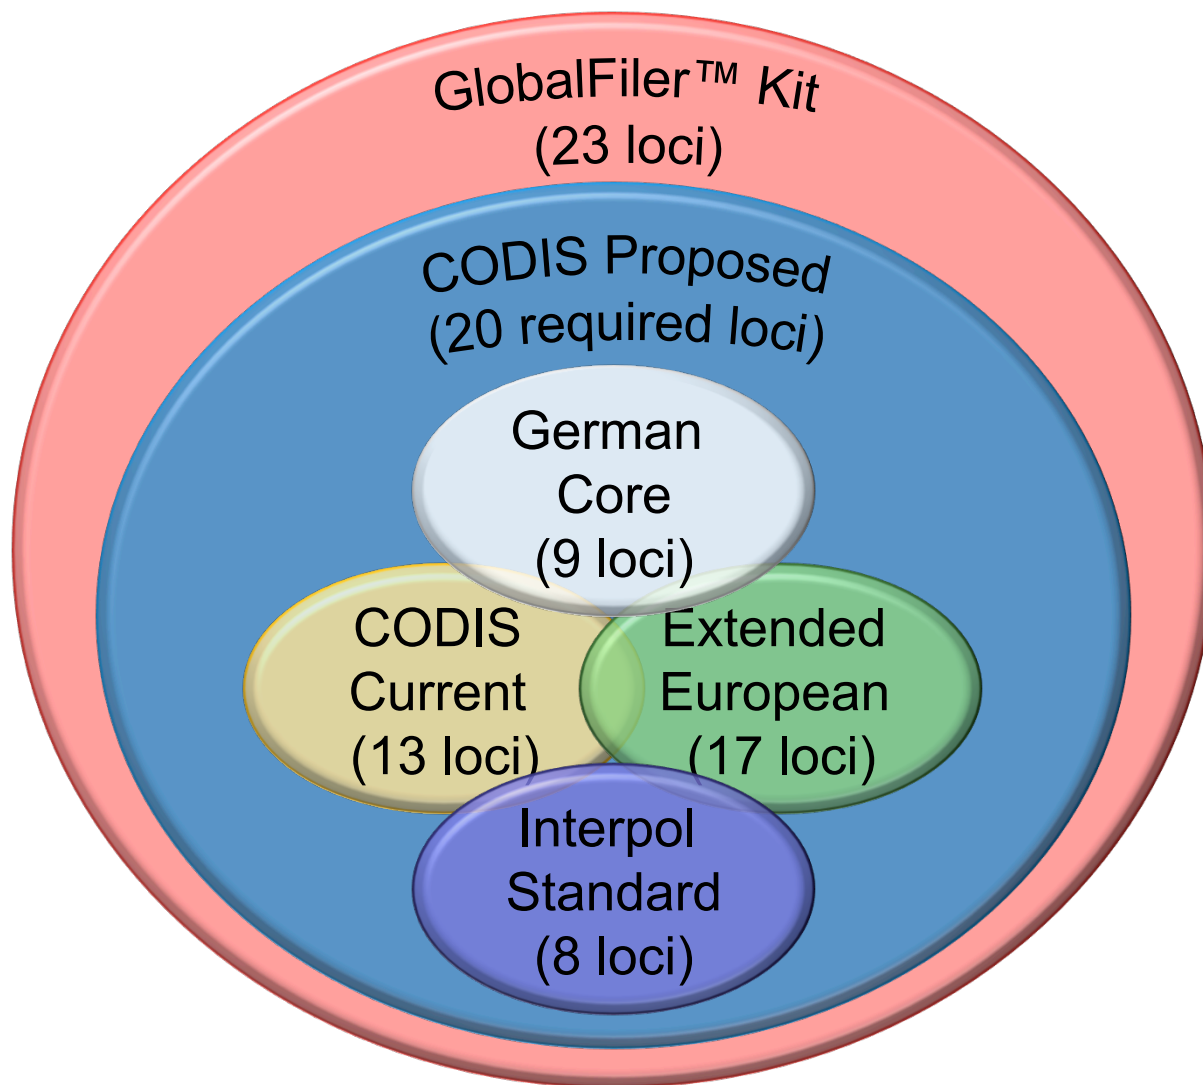 GlobalFiler™ Kit
(23 loci)
CODIS Proposed
(20 required loci)
German
Core
(9 loci)
CODIS
Current
(13 loci)
Extended
European
(17 loci)
Interpol
Standard
(8 loci)